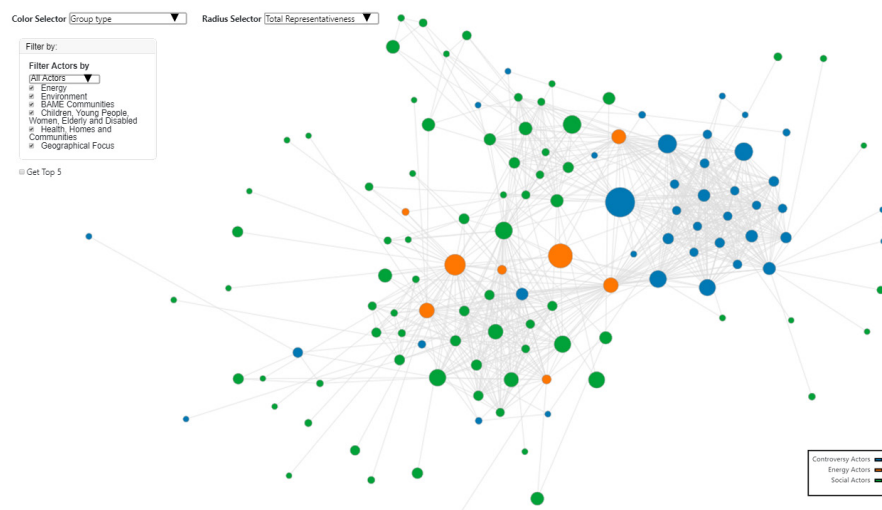 Color Selector Group type Radius Selector Total Representativeness
Filter by:
Filter Actors by
All Actors
Energy
Environment
BAME Communities
Children, Young People,
Women, Elderly and Disabled
Health, Homes and
Communities
Geographical Focus
Get Top 5
Controversy Actors
Energy Actors
Social Actors